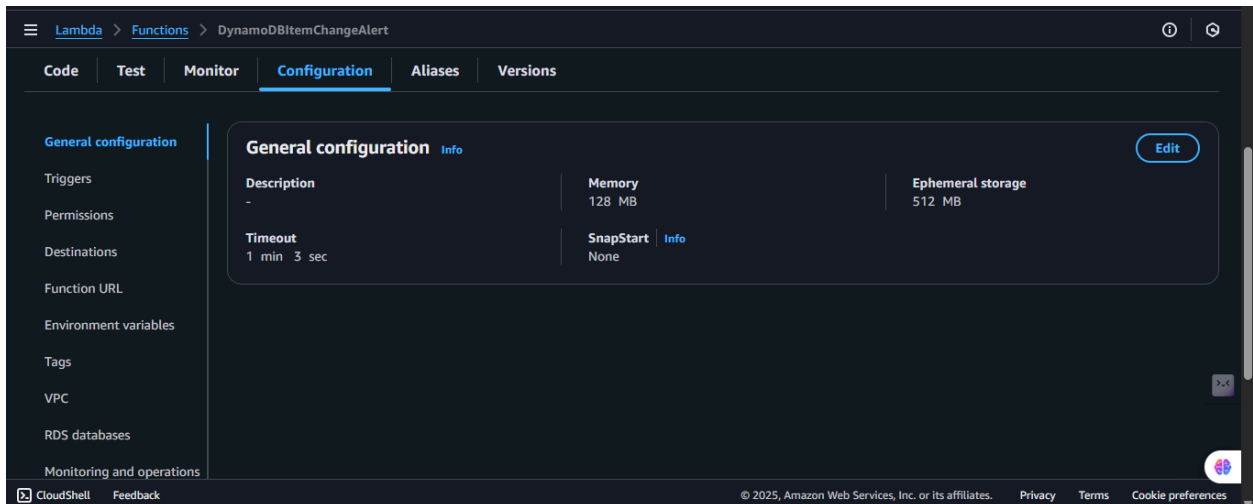 Lambda > Functions > DynamoDBItemChangeAlert
Code Test Monitor Configuration Aliases Versions
General configuration
Triggers
Permissions
Destinations
Function URL
Environment variables
Tags
VPC
RDS databases
Monitoring and operations
General configuration Info
Edit
Description
-
Memory
128 MB
Ephemeral storage
512 MB
Timeout
1 min 3 sec
SnapStart Info
None
CloudShell Feedback
© 2025, Amazon Web Services, Inc. or its affiliates. Privacy Terms Cookie preferences